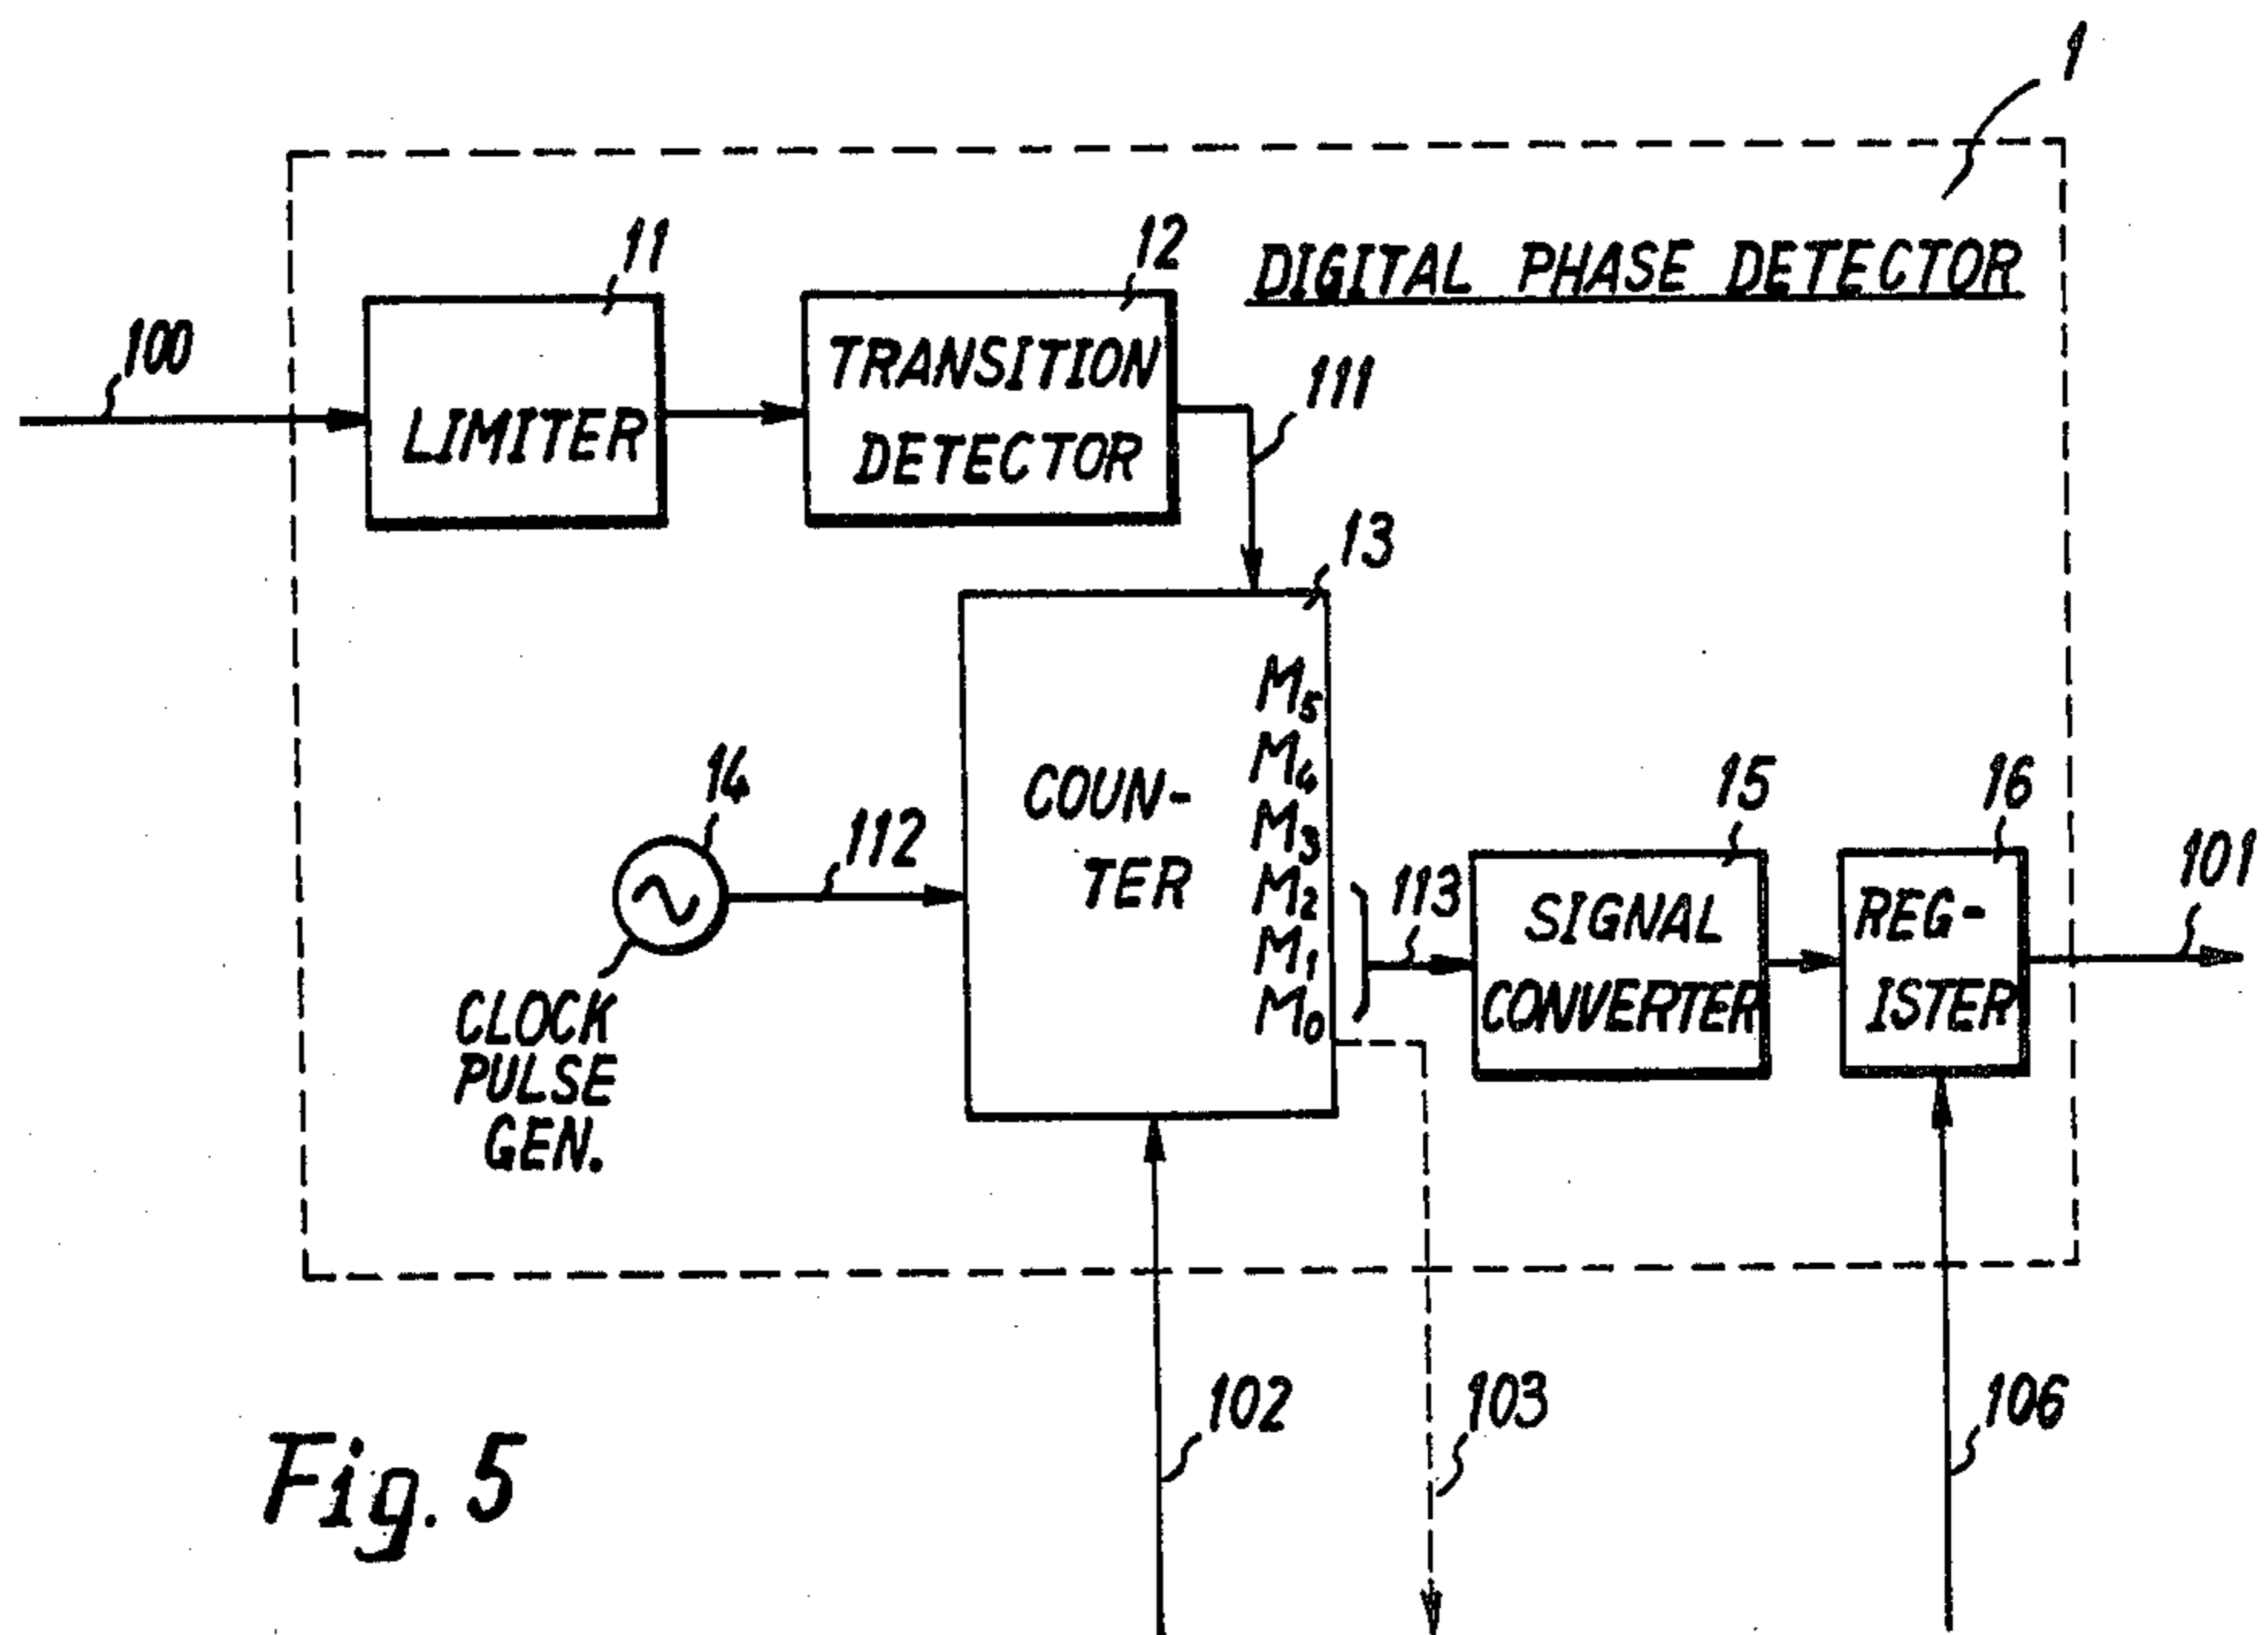 1
11
12
DIGITAL PHASE DETECTOR
100
LIMITER
TRANSITION
DETECTOR
111
13
M5
M4
M3
M2
M1
M0
COUN-
TER
14
112
CLOCK
PULSE
GEN.
113
15
SIGNAL
CONVERTER
16
REG-
ISTER
101
102
103
106
Fig. 5